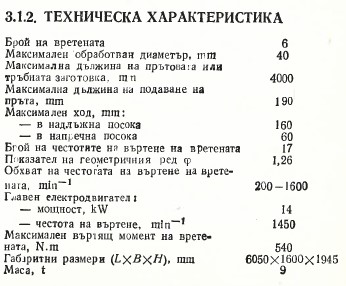 3.1.2. ТЕХНИЧЕСКА ХАРАКТЕРИСТИКА
Брой на вретената 6
Максимален обработван диаметър, mm 40
Максимална дължина на прътовата или
тръбната заготовка, mm 4000
Максимална дължина на подаване на
пръта, mm 190
Максимален ход, mm:
— в надлъжна посока 160
— в напречна посока 60
Брой на честотите на въртене на вретената 17
Показател на геометричния ред φ 1,26
Обхват на честотата на въртене на врете-
ната, min⁻¹ 200—1600
Главен електродвигател:
— мощност, kW 14
— честота на въртене, min⁻¹ 1450
Максимален въртящ момент на врете-
ната, N.m 540
Габаритни размери (L×B×H), mm 6050×1600×1945
Маса, t 9